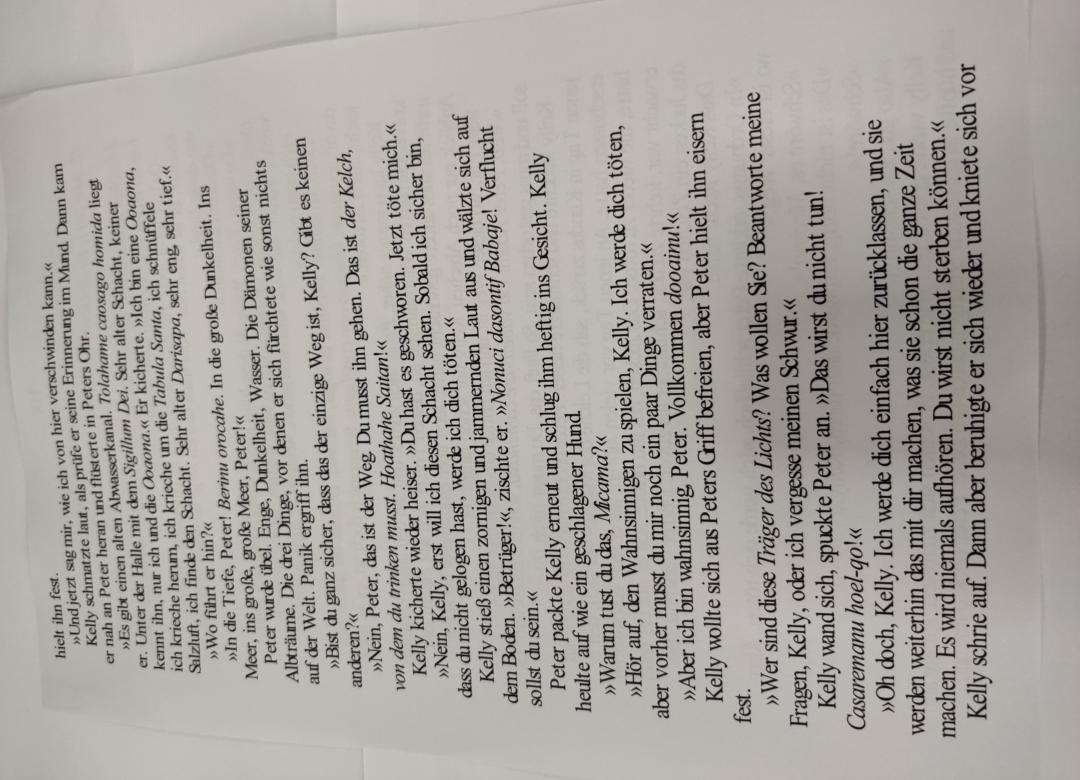 hielt ihn fest.
»Und jetzt sag mir, wie ich von hier verschwinden kann.«
Kelly schmatzte laut, als prüfe er seine Erinnerung im Mund. Dann kam
er nah an Peter heran und flüsterte in Peters Ohr.
»Es gibt einen alten Abwasserkanal. Tolahame caosago homida liegt
er. Unter der Halle mit dem Sigillum Dei. Sehr alter Schacht, keiner
kennt ihn, nur ich und die Ooaona.« Er kicherte. »Ich bin eine Ooaona,
ich krieche herum, ich krieche um die Tabula Santa, ich schnüffele
Salzluft, ich finde den Schacht. Sehr alter Darisapa, sehr eng, sehr tief.«
»Wo führt er hin?«
»In die Tiefe, Peter! Berinu orocahe. In die große Dunkelheit. Ins
Meer, ins große, große Meer, Peter!«
Peter wurde übel. Enge, Dunkelheit, Wasser. Die Dämonen seiner
Albträume. Die drei Dinge, vor denen er sich fürchtete wie sonst nichts
auf der Welt. Panik ergriff ihn.
»Bist du ganz sicher, dass das der einzige Weg ist, Kelly? Gibt es keinen
anderen?«
»Nein, Peter, das ist der Weg. Du musst ihn gehen. Das ist der Kelch,
von dem du trinken musst. Hoathahe Saitan!«
Kelly kicherte wieder heiser. »Du hast es geschworen. Jetzt töte mich.«
»Nein, Kelly, erst will ich diesen Schacht sehen. Sobald ich sicher bin,
dass du nicht gelogen hast, werde ich dich töten.«
Kelly stieß einen zornigen und jammernden Laut aus und wälzte sich auf
dem Boden. »Betrüger!«, zischte er. »Nonuci dasontif Babaje! Verflucht
sollst du sein.«
Peter packte Kelly erneut und schlug ihm heftig ins Gesicht. Kelly
heulte auf wie ein geschlagener Hund.
»Warum tust du das, Micama?«
»Hör auf, den Wahnsinnigen zu spielen, Kelly. Ich werde dich töten,
aber vorher musst du mir noch ein paar Dinge verraten.«
»Aber ich bin wahnsinnig, Peter. Vollkommen dooainu!«
Kelly wollte sich aus Peters Griff befreien, aber Peter hielt ihn eisern
fest.
»Wer sind diese Träger des Lichts? Was wollen Sie? Beantworte meine
Fragen, Kelly, oder ich vergesse meinen Schwur.«
Kelly wand sich, spuckte Peter an. »Das wirst du nicht tun!
Casaremanu hoel-qo!«
»Oh doch, Kelly. Ich werde dich einfach hier zurücklassen, und sie
werden weiterhin das mit dir machen, was sie schon die ganze Zeit
machen. Es wird niemals aufhören. Du wirst nicht sterben können.«
Kelly schrie auf. Dann aber beruhigte er sich wieder und kniete sich vor